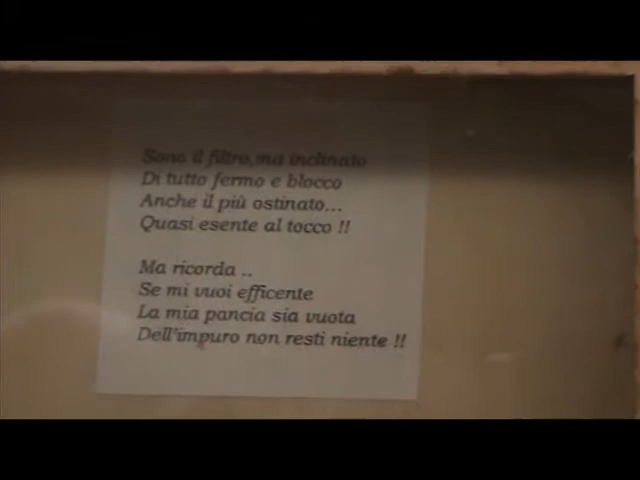 Sono il filtro,ma inclinato
Di tutto fermo e blocco
Anche il più ostinato...
Quasi esente al tocco !!
Ma ricorda ..
Se mi vuoi efficente
La mia pancia sia vuota
Dell'impuro non resti niente !!